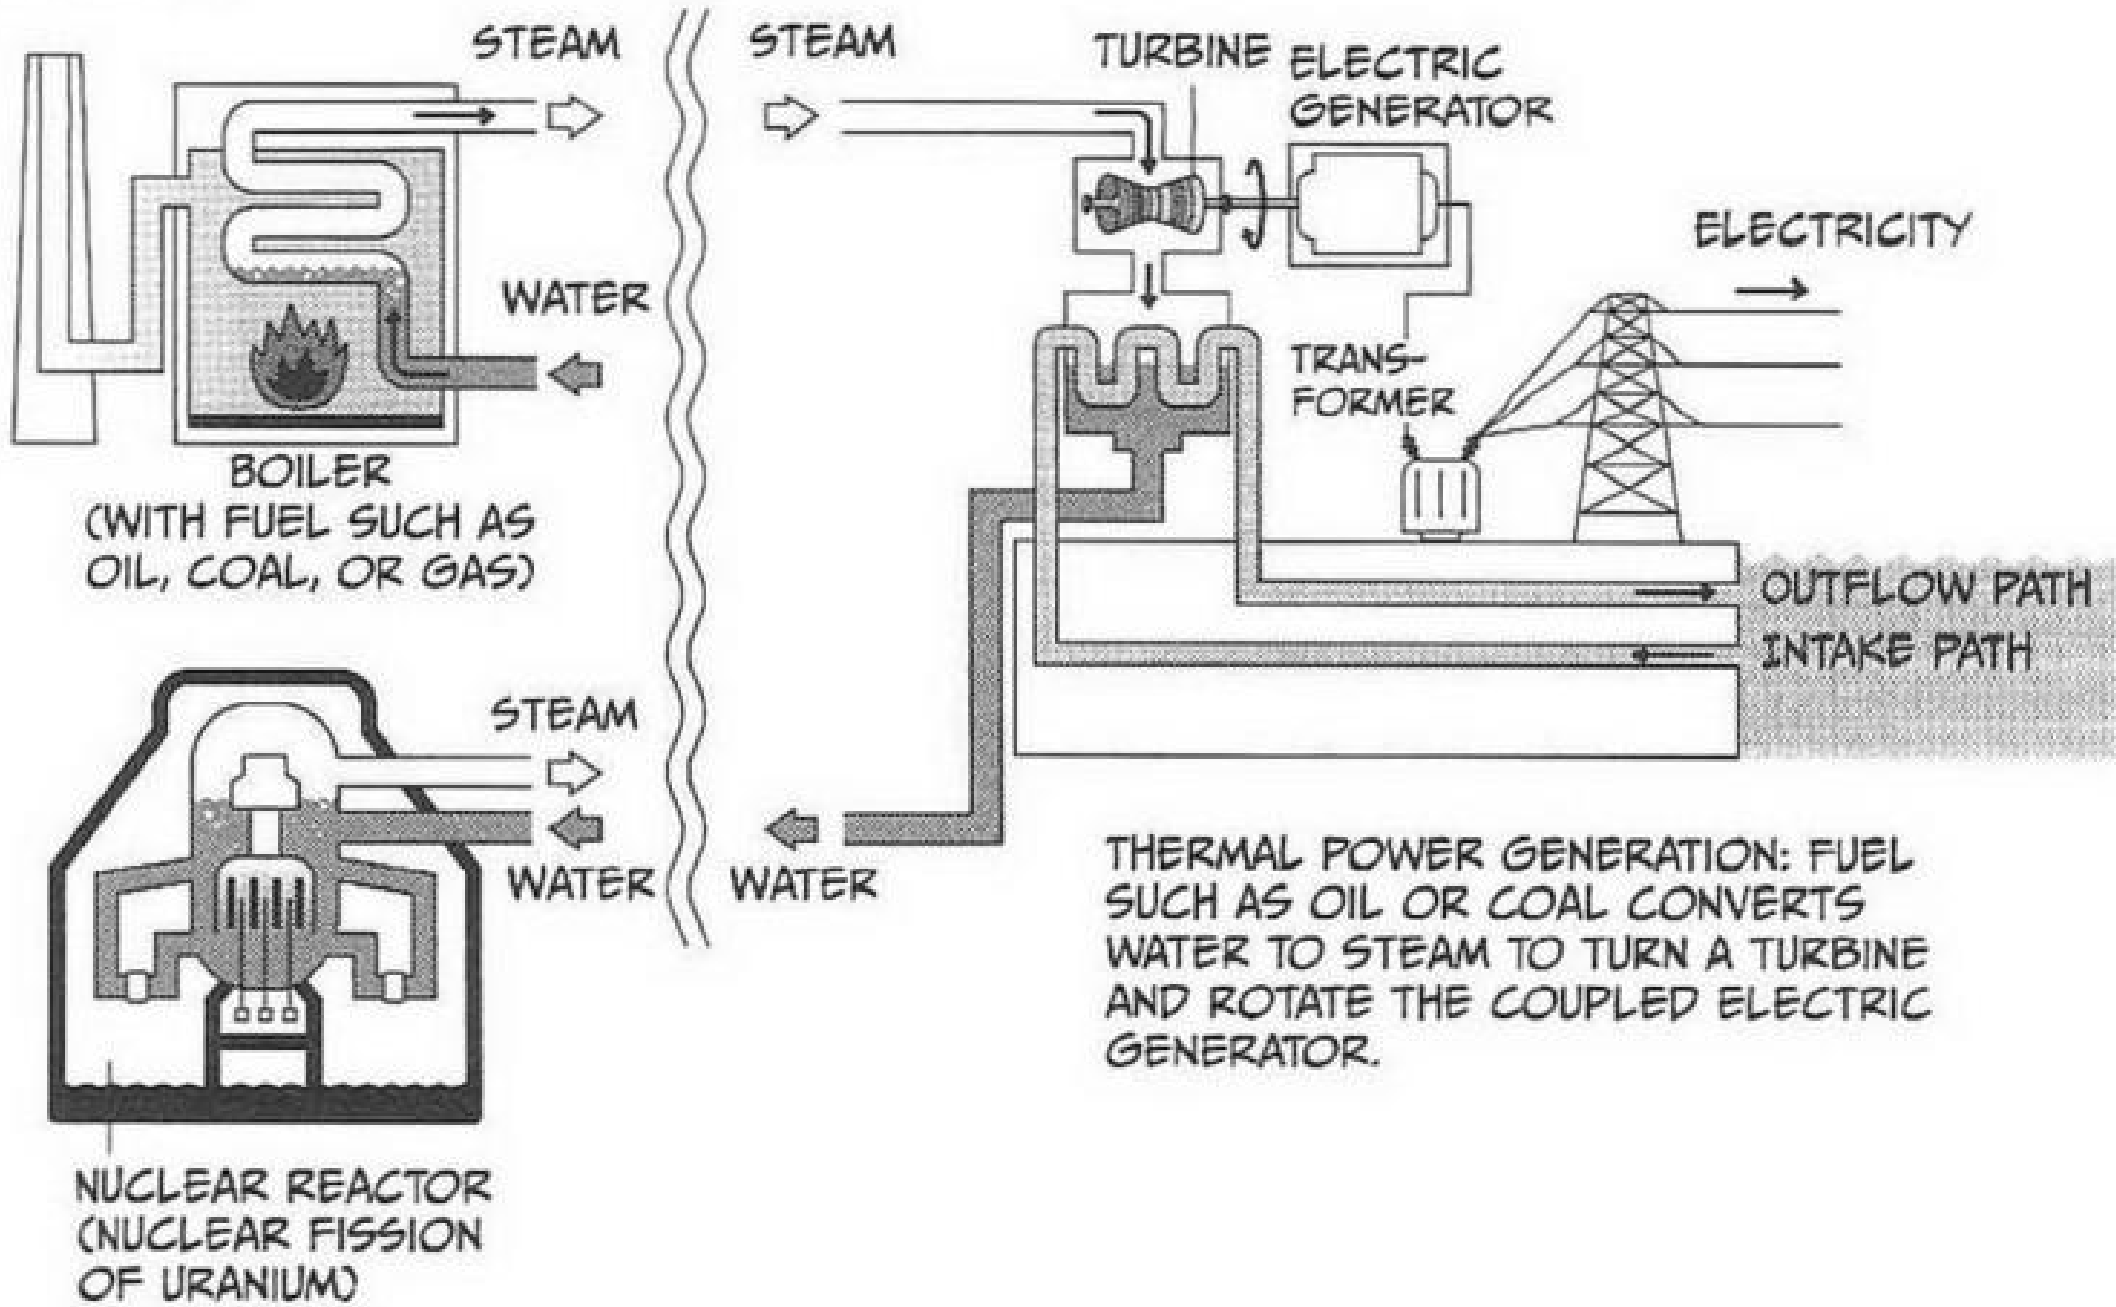 STEAM
STEAM
TURBINE
ELECTRIC
GENERATOR
ELECTRICITY
WATER
TRANS-
FORMER
BOILER
(WITH FUEL SUCH AS
OIL, COAL, OR GAS)
OUTFLOW PATH
INTAKE PATH
STEAM
WATER
WATER
THERMAL POWER GENERATION: FUEL
SUCH AS OIL OR COAL CONVERTS
WATER TO STEAM TO TURN A TURBINE
AND ROTATE THE COUPLED ELECTRIC
GENERATOR.
NUCLEAR REACTOR
(NUCLEAR FISSION
OF URANIUM)